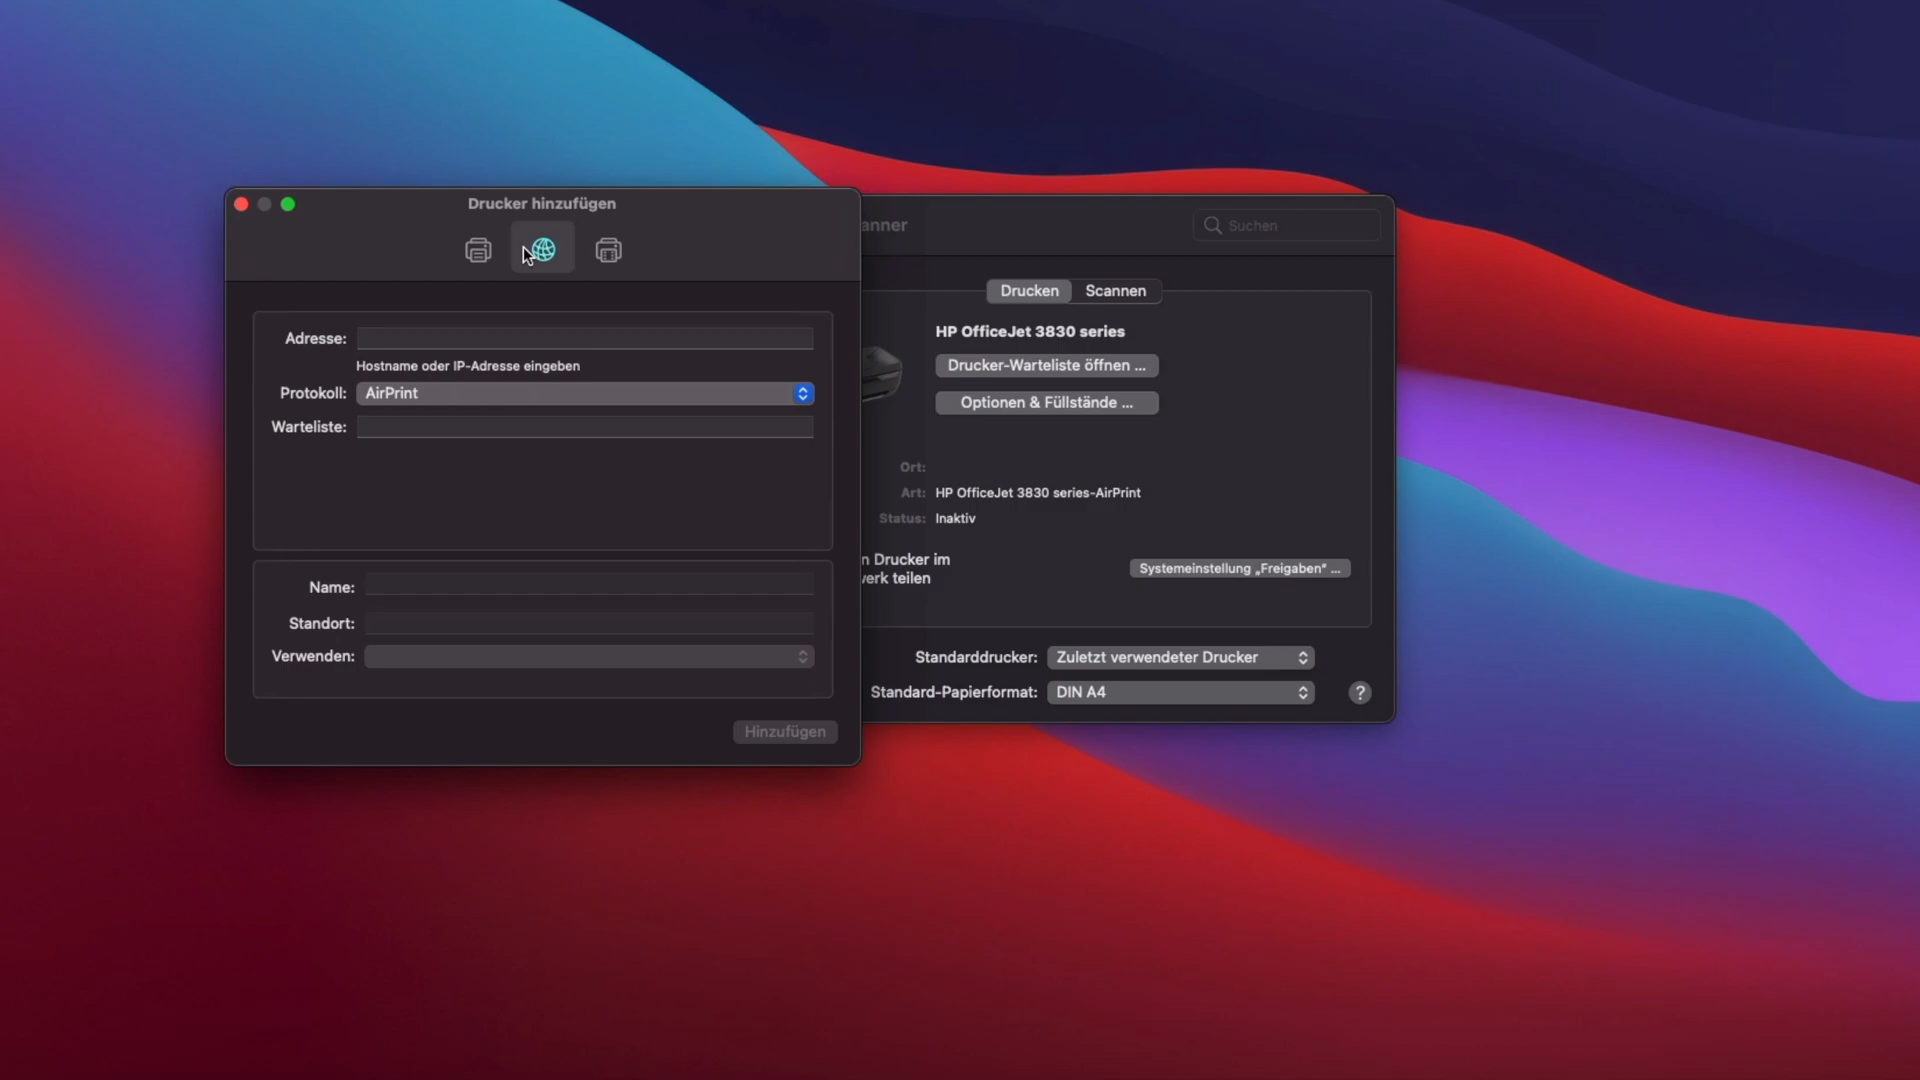 Drucker hinzufügen
Adresse:
Hostname oder IP-Adresse eingeben
Protokoll: AirPrint
Warteliste:
Name:
Standort:
Verwenden:
Hinzufügen
anner
Suchen
Drucken Scannen
HP OfficeJet 3830 series
Drucker-Warteliste öffnen ...
Optionen & Füllstände ...
Ort:
Art: HP OfficeJet 3830 series-AirPrint
Status: Inaktiv
n Drucker im
verk teilen
Systemeinstellung „Freigaben“ ...
Standarddrucker: Zuletzt verwendeter Drucker
Standard-Papierformat: DIN A4
?